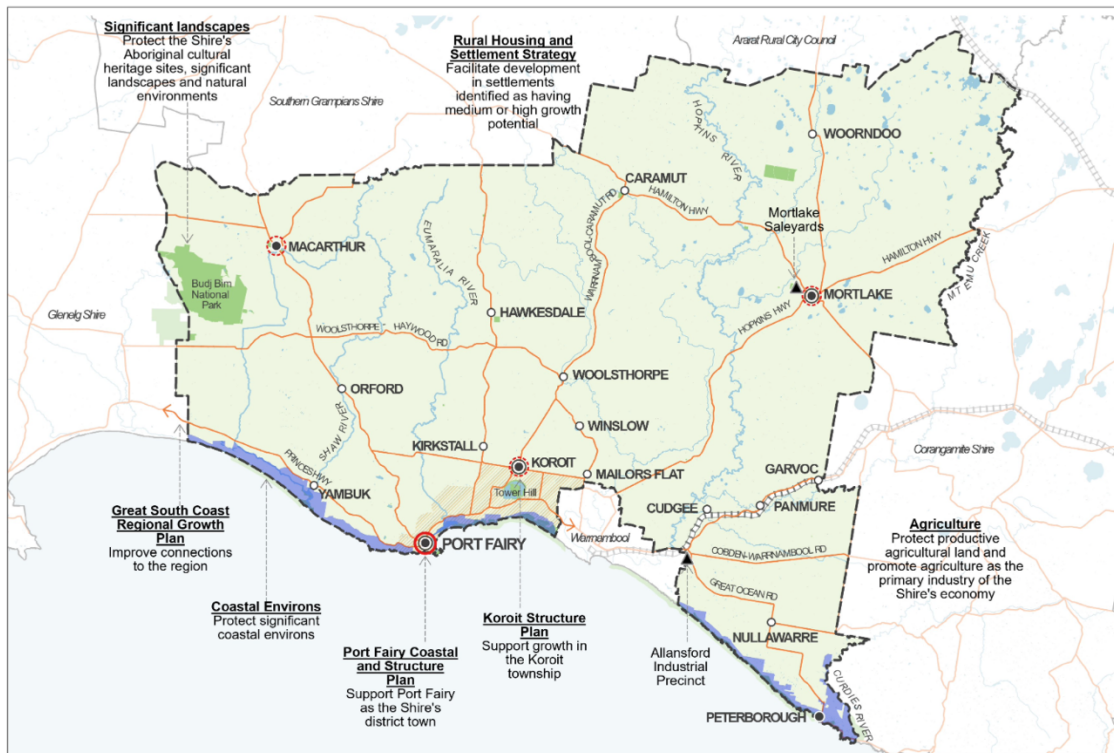 Significant landscapes
Protect the Shire's
Aboriginal cultural
heritage sites, significant
landscapes and natural
environments
Rural Housing and
Settlement Strategy
Facilitate development
in settlements
identified as having
medium or high growth
potential
Ararat Rural City Council
Southern Grampians Shire
HOPKINS RIVER
WOORNDOO
CARAMUT
HAMILTON HWY
WARRNAMBOOL-CARAMUT RD
Mortlake
Saleyards
HAMILTON HWY
MT EMU CREEK
MACARTHUR
EUMARALIA RIVER
Budj Bim
National
Park
MORTLAKE
Glenelg Shire
HAWKESDALE
HOPKINS HWY
WOOLSTHORPE
HAYWOOD RD
WOOLSTHORPE
ORFORD
SHAW RIVER
WINSLOW
KIRKSTALL
KOROIT
MAILORS FLAT
Tower Hill
GARVOC
Corangamite Shire
PRINCES HWY
YAMBUK
CUDGEE
PANMURE
Great South Coast
Regional Growth
Plan
Improve connections
to the region
PORT FAIRY
Warrnambool
COBDEN-WARRNAMBOOL RD
Agriculture
Protect productive
agricultural land and
promote agriculture as the
primary industry of the
Shire's economy
GREAT OCEAN RD
Coastal Environs
Protect significant
coastal environs
Koroit Structure
Plan
Support growth in
the Koroit
township
NULLAWARRE
Port Fairy Coastal
and Structure
Plan
Support Port Fairy
as the Shire's
district town
Allansford
Industrial
Precinct
CURDIES RIVER
PETERBOROUGH